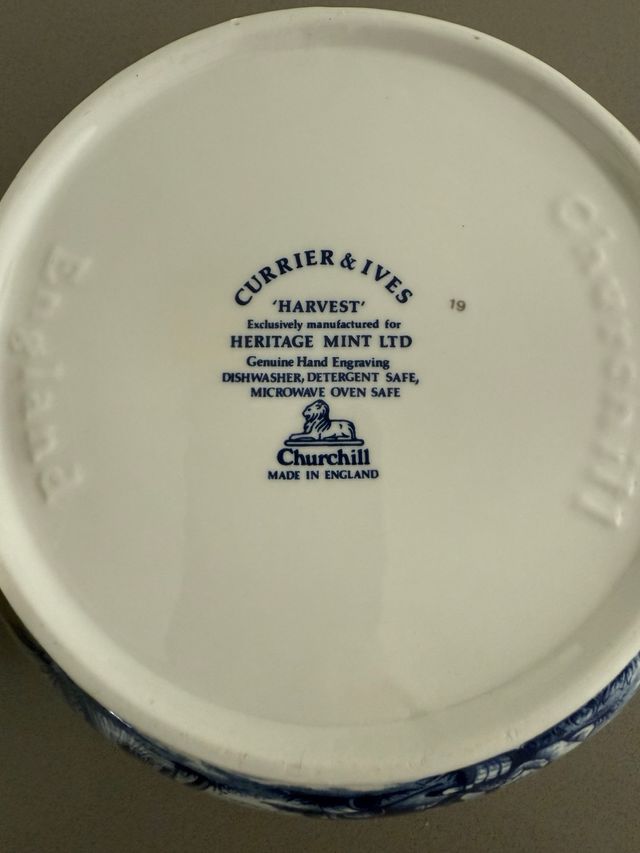 CURRIER & IVES
'HARVEST'
Exclusively manufactured for
HERITAGE MINT LTD
Genuine Hand Engraving
DISHWASHER, DETERGENT SAFE,
MICROWAVE OVEN SAFE
Churchill
MADE IN ENGLAND
19
England
Churchill